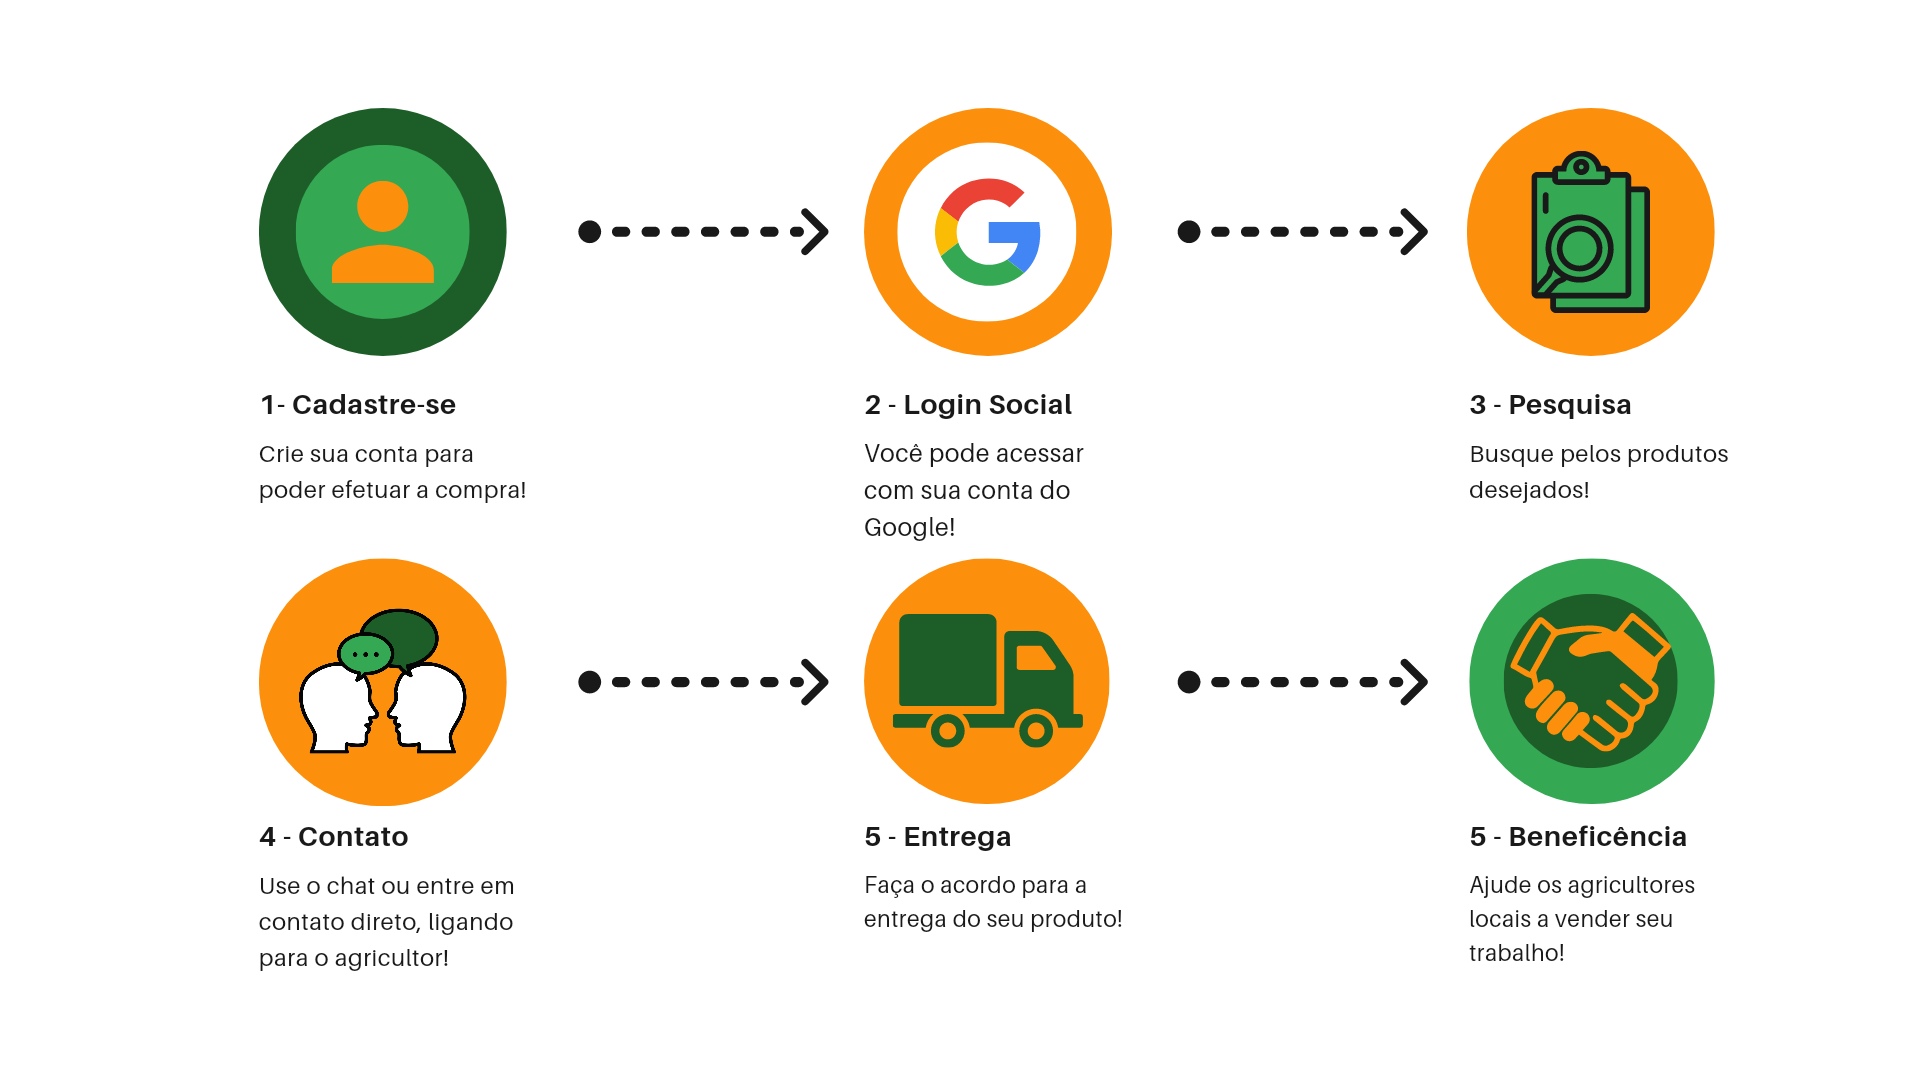 1- Cadastre-se
Crie sua conta para
poder efetuar a compra!
2 - Login Social
Você pode acessar
com sua conta do
Google!
3 - Pesquisa
Busque pelos produtos
desejados!
4 - Contato
Use o chat ou entre em
contato direto, ligando
para o agricultor!
5 - Entrega
Faça o acordo para a
entrega do seu produto!
5 - Beneficência
Ajude os agricultores
locais a vender seu
trabalho!